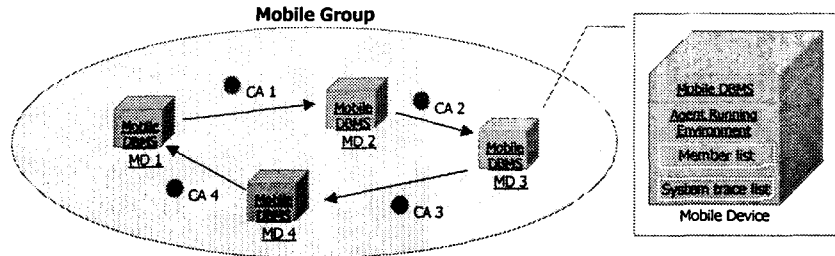 Mobile Group
CA 1
CA 2
Mobile
DBMS
MD 1
Mobile
DBMS
MD 2
Mobile
DBMS
MD 3
CA 4
Mobile
DBMS
MD 4
CA 3
Mobile DBMS
Agent Running
Environment
Member list
System trace list
Mobile Device